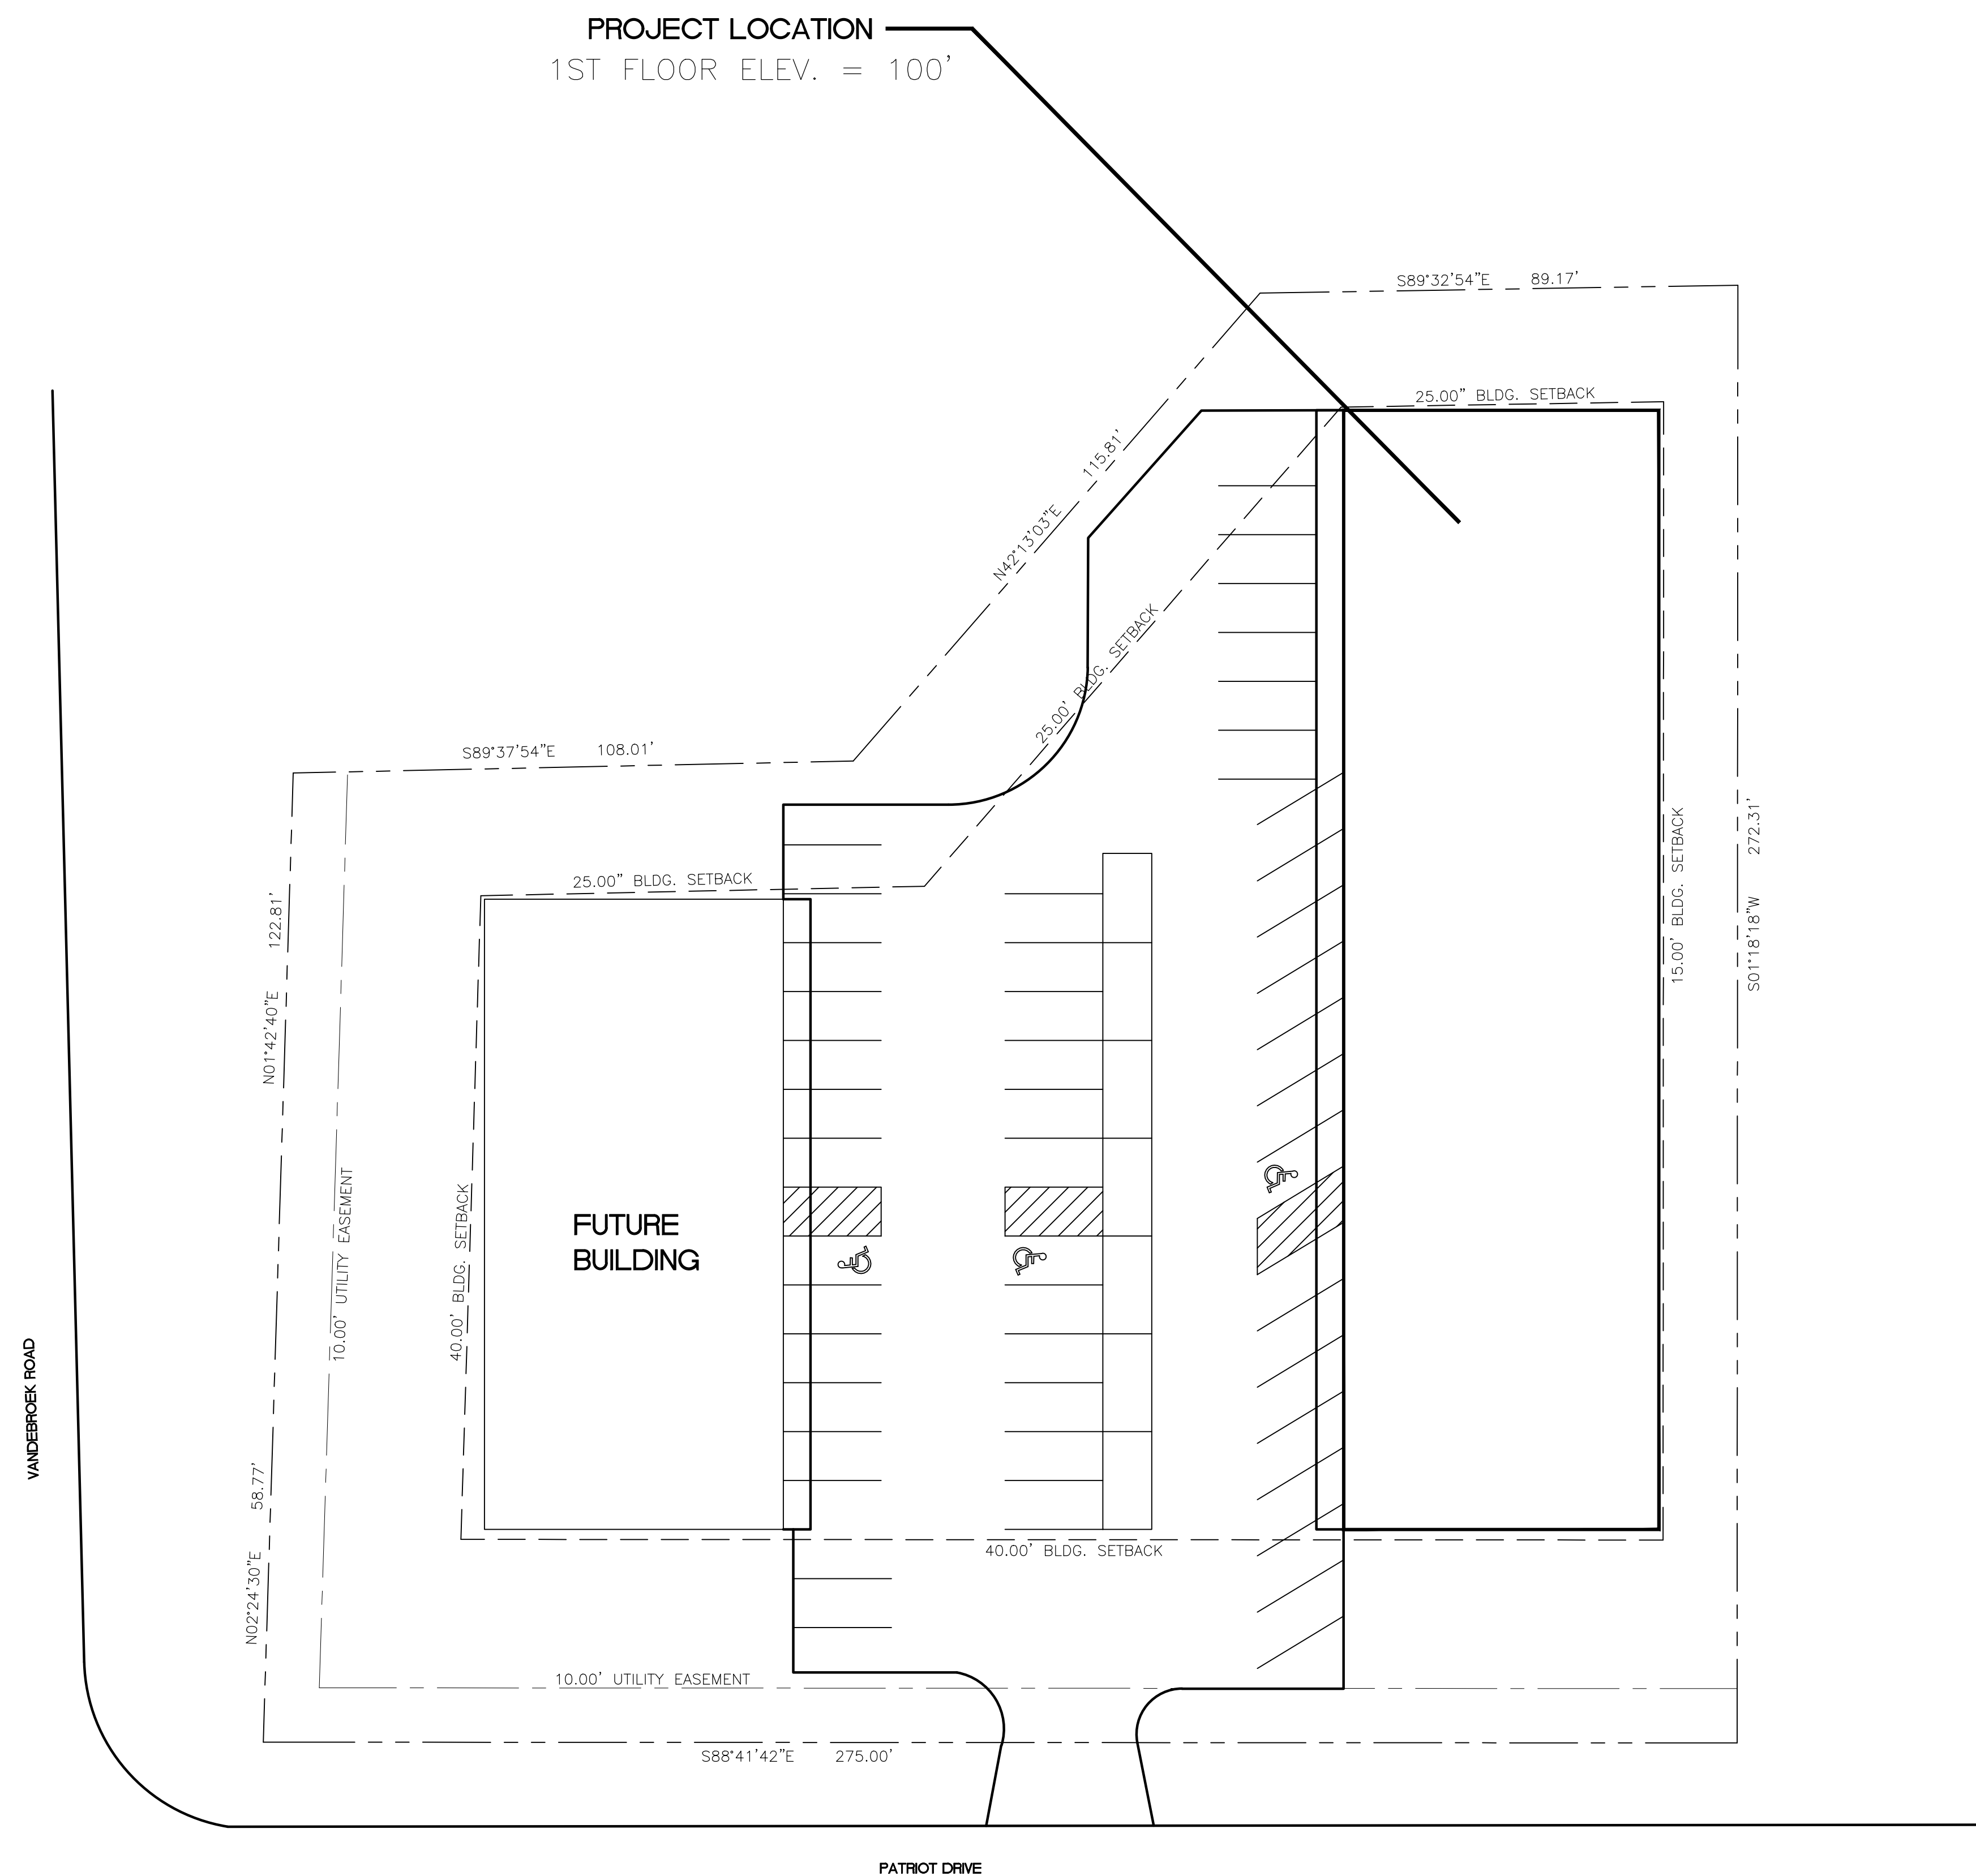 PROJECT LOCATION
1ST FLOOR ELEV. = 100'
S89°32'54"E 89.17'
25.00" BLDG. SETBACK
N42°13'03"E 115.81'
25.00' BLDG. SETBACK
S89°37'54"E 108.01'
25.00" BLDG. SETBACK
N01°42'40"E 122.81'
10.00' UTILITY EASEMENT
40.00' BLDG. SETBACK
15.00' BLDG. SETBACK
S01°18'18"W 272.31'
FUTURE
BUILDING
VANDEBROEK ROAD
N02°24'30"E 58.77'
40.00' BLDG. SETBACK
10.00' UTILITY EASEMENT
S88°41'42"E 275.00'
PATRIOT DRIVE